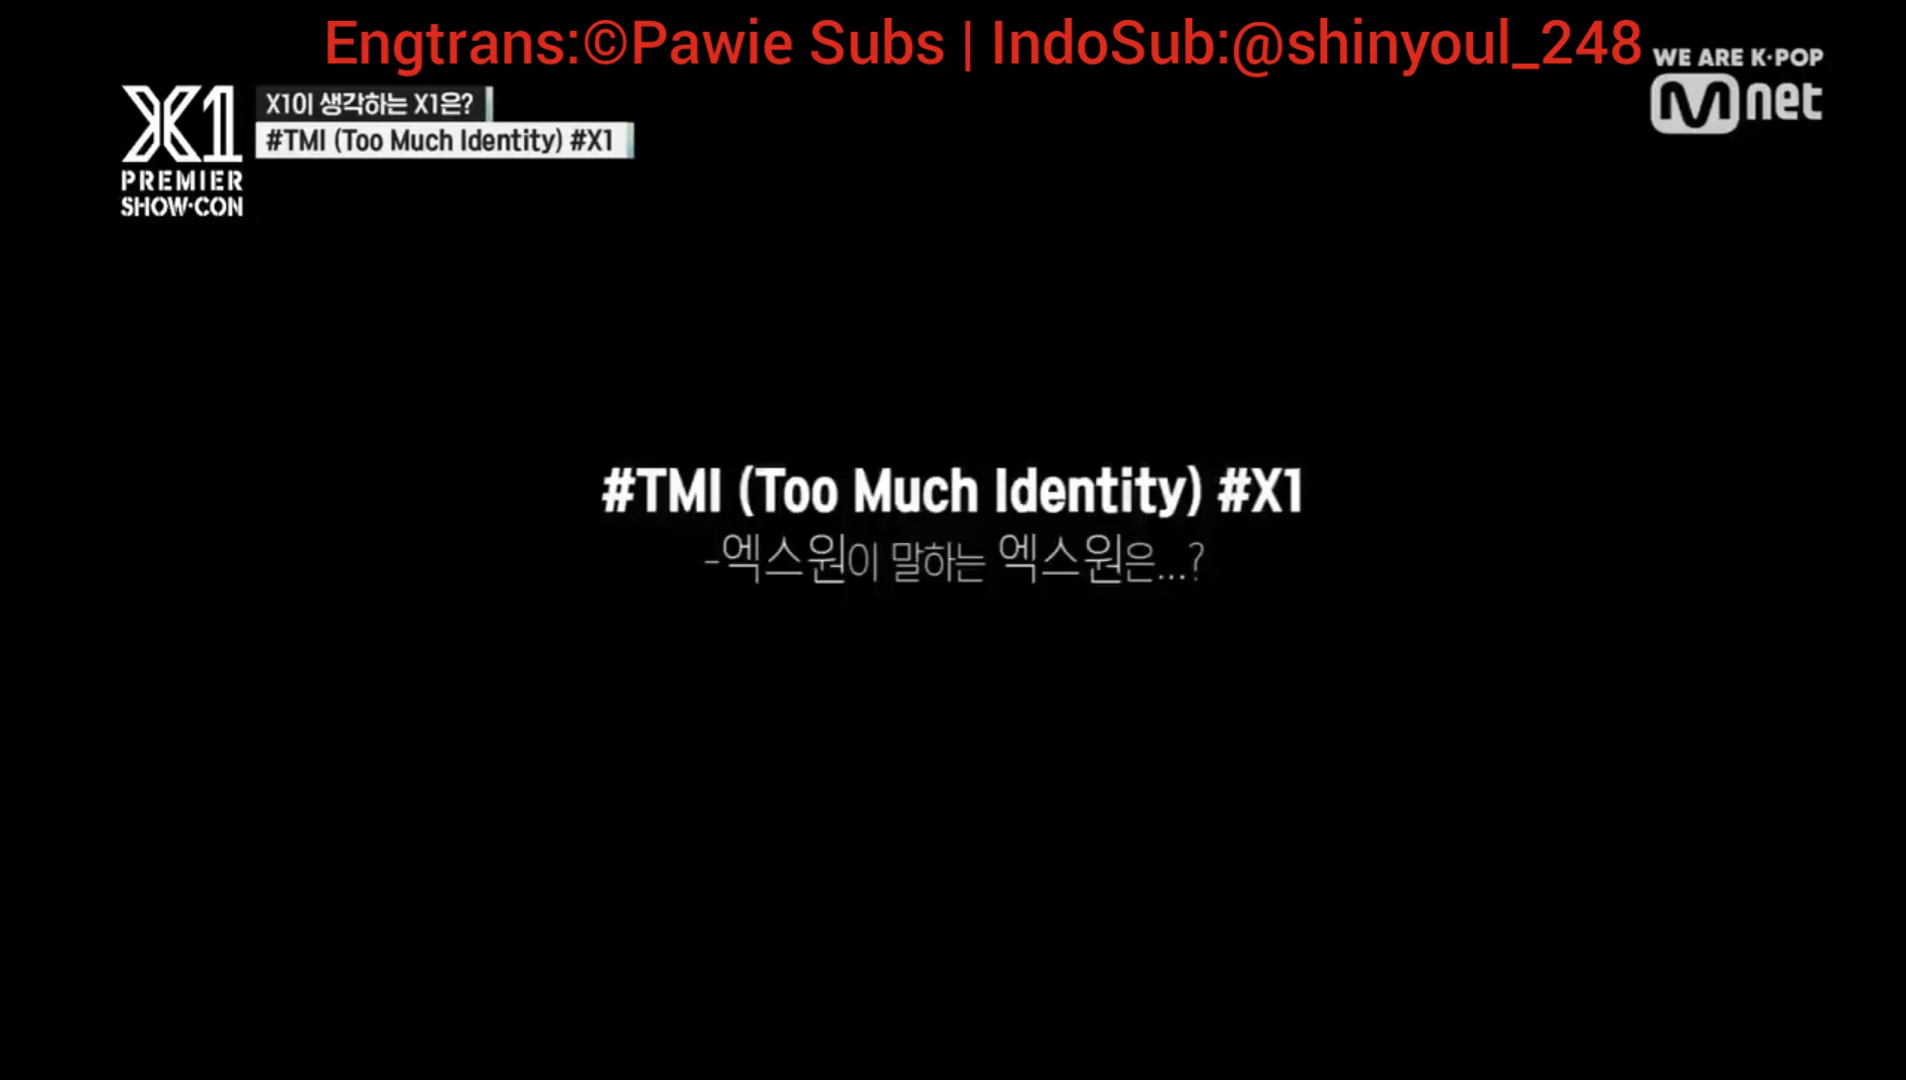 Engtrans:©Pawie Subs | IndoSub:@shinyoul_248
WE ARE K·POP
Mnet
X1
PREMIER
SHOW·CON
X1이 생각하는 X1은?
#TMI (Too Much Identity) #X1
#TMI (Too Much Identity) #X1
-엑스원이 말하는 엑스원은...?